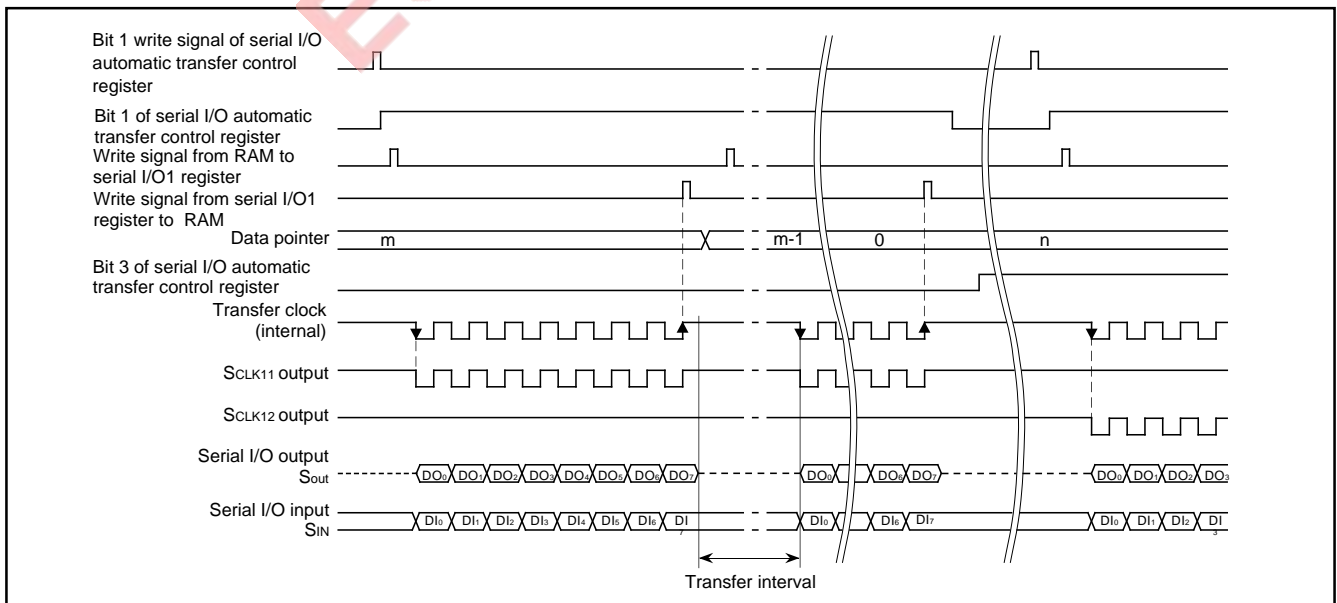 Bit 1 write signal of serial I/O
automatic transfer control
register
Bit 1 of serial I/O automatic
transfer control register
Write signal from RAM to
serial I/O1 register
Write signal from serial I/O1
register to RAM
Data pointer m m-1 0 n
Bit 3 of serial I/O automatic
transfer control register
Transfer clock
(internal)
SCLK11 output
SCLK12 output
Serial I/O output
Sout DO0 DO1 DO2 DO3 DO4 DO5 DO6 DO7 DO0 DO6 DO7 DO0 DO1 DO2 DO3
Serial I/O input
SIN DI0 DI1 DI2 DI3 DI4 DI5 DI6 DI7 DI0 DI6 DI7 DI0 DI1 DI2 DI3
Transfer interval